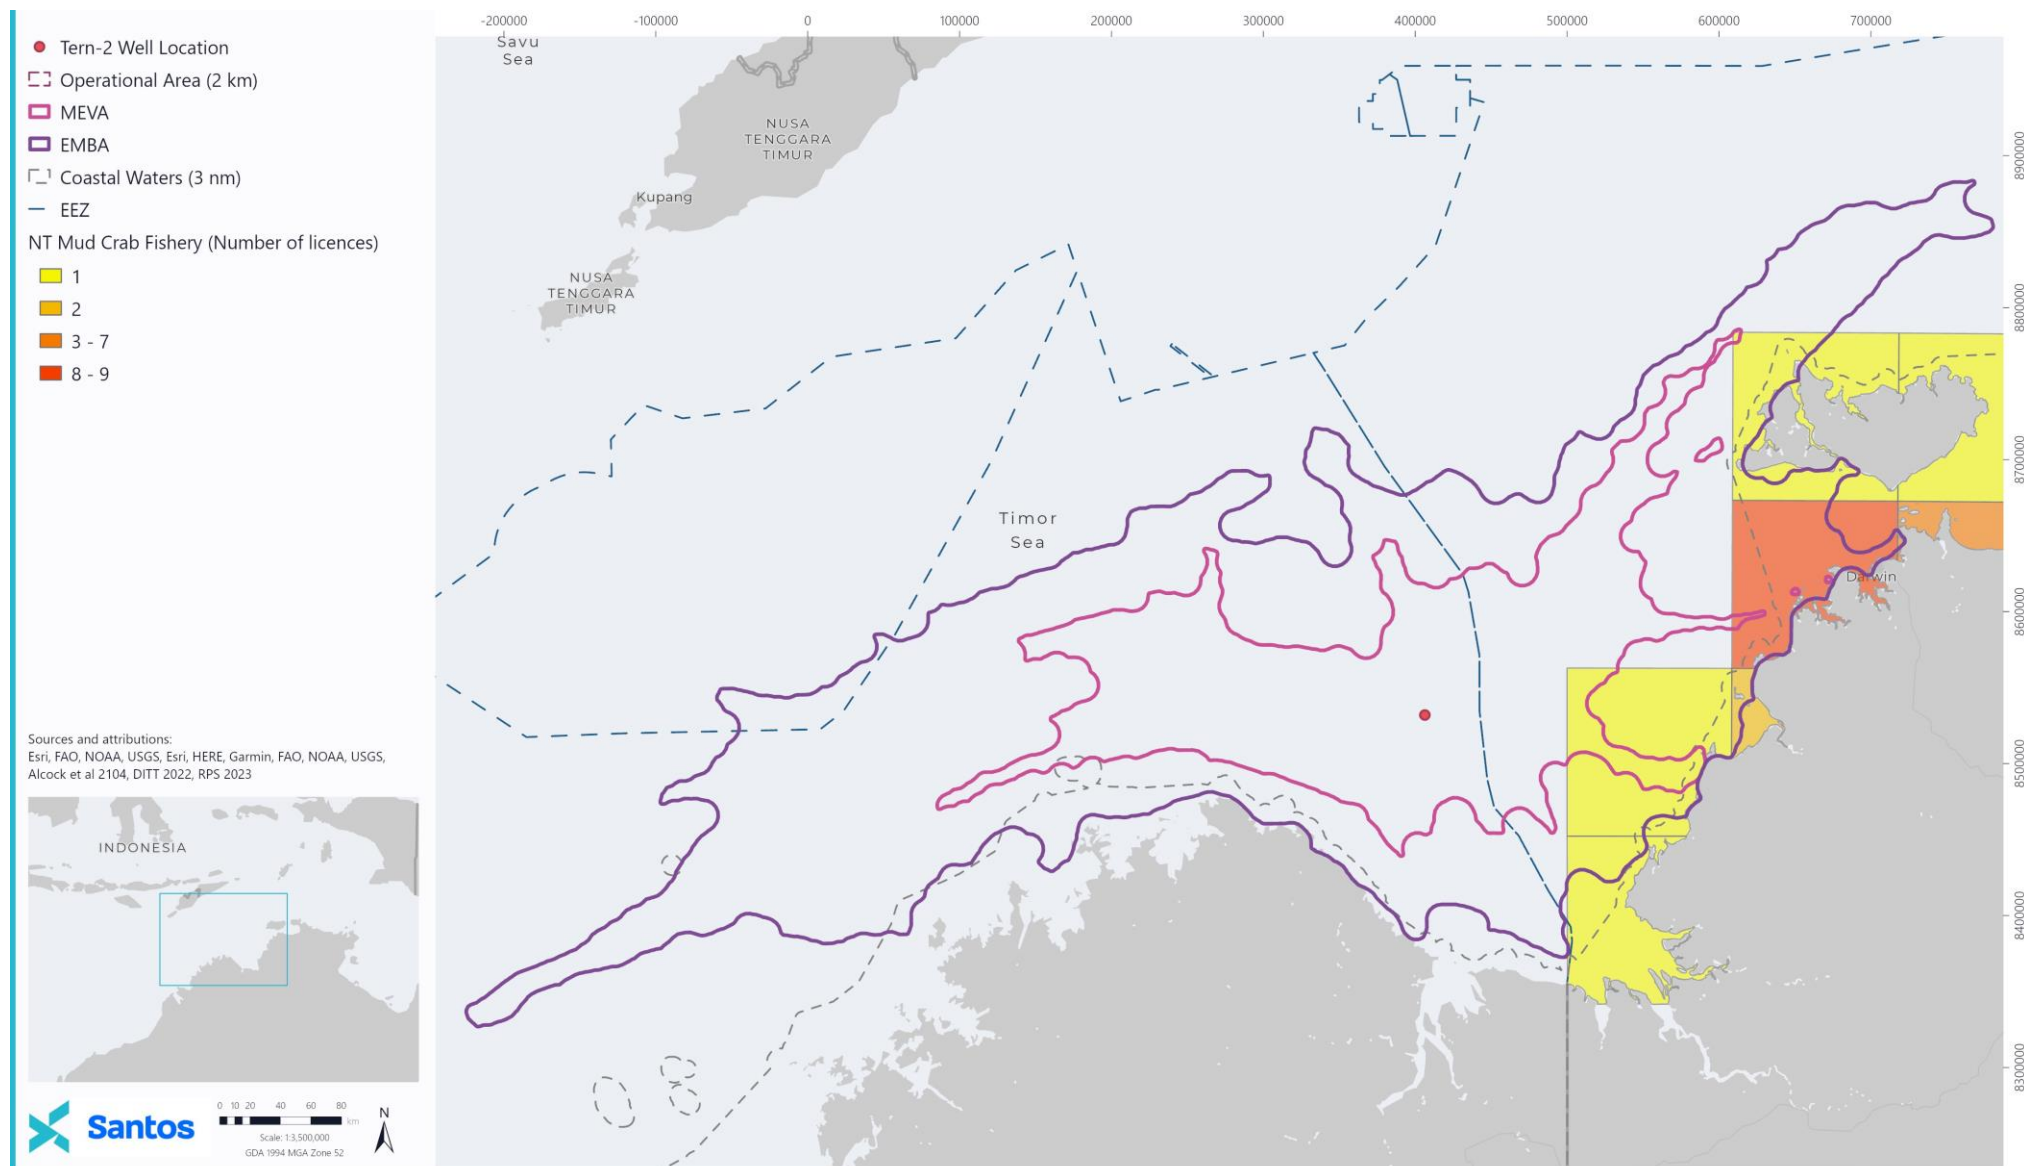 Tern-2 Well Location
Operational Area (2 km)
MEVA
EMBA
Coastal Waters (3 nm)
EEZ
NT Mud Crab Fishery (Number of licences)
1
2
3 - 7
8 - 9
Sources and attributions:
Esri, FAO, NOAA, USGS, Esri, HERE, Garmin, FAO, NOAA, USGS,
Alcock et al 2104, DITT 2022, RPS 2023
INDONESIA
Santos
0 10 20 40 60 80
km
Scale: 1:3,500,000
GDA 1994 MGA Zone 52
N
-200000 -100000 0 100000 200000 300000 400000 500000 600000 700000
Savu
Sea
NUSA
TENGGARA
TIMUR
Kupang
NUSA
TENGGARA
TIMUR
Timor
Sea
Darwin
8900000
8800000
8700000
8600000
8500000
8400000
8300000